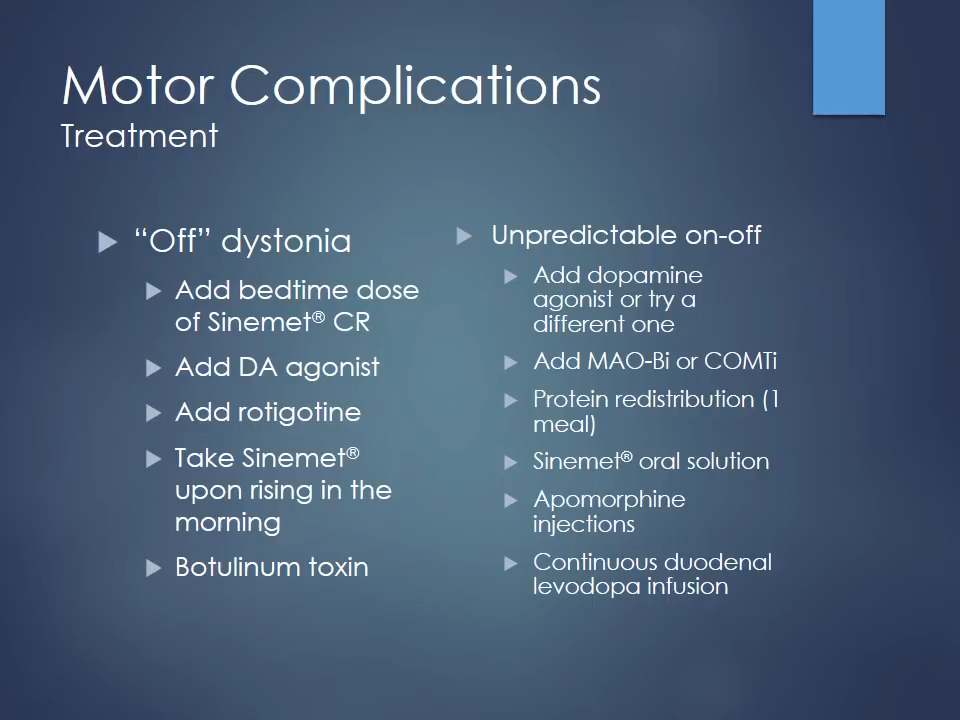 Motor Complications
Treatment
“Off” dystonia
Add bedtime dose
of Sinemet® CR
Add DA agonist
Add rotigotine
Take Sinemet®
upon rising in the
morning
Botulinum toxin
Unpredictable on-off
Add dopamine
agonist or try a
different one
Add MAO-Bi or COMTi
Protein redistribution (1
meal)
Sinemet® oral solution
Apomorphine
injections
Continuous duodenal
levodopa infusion